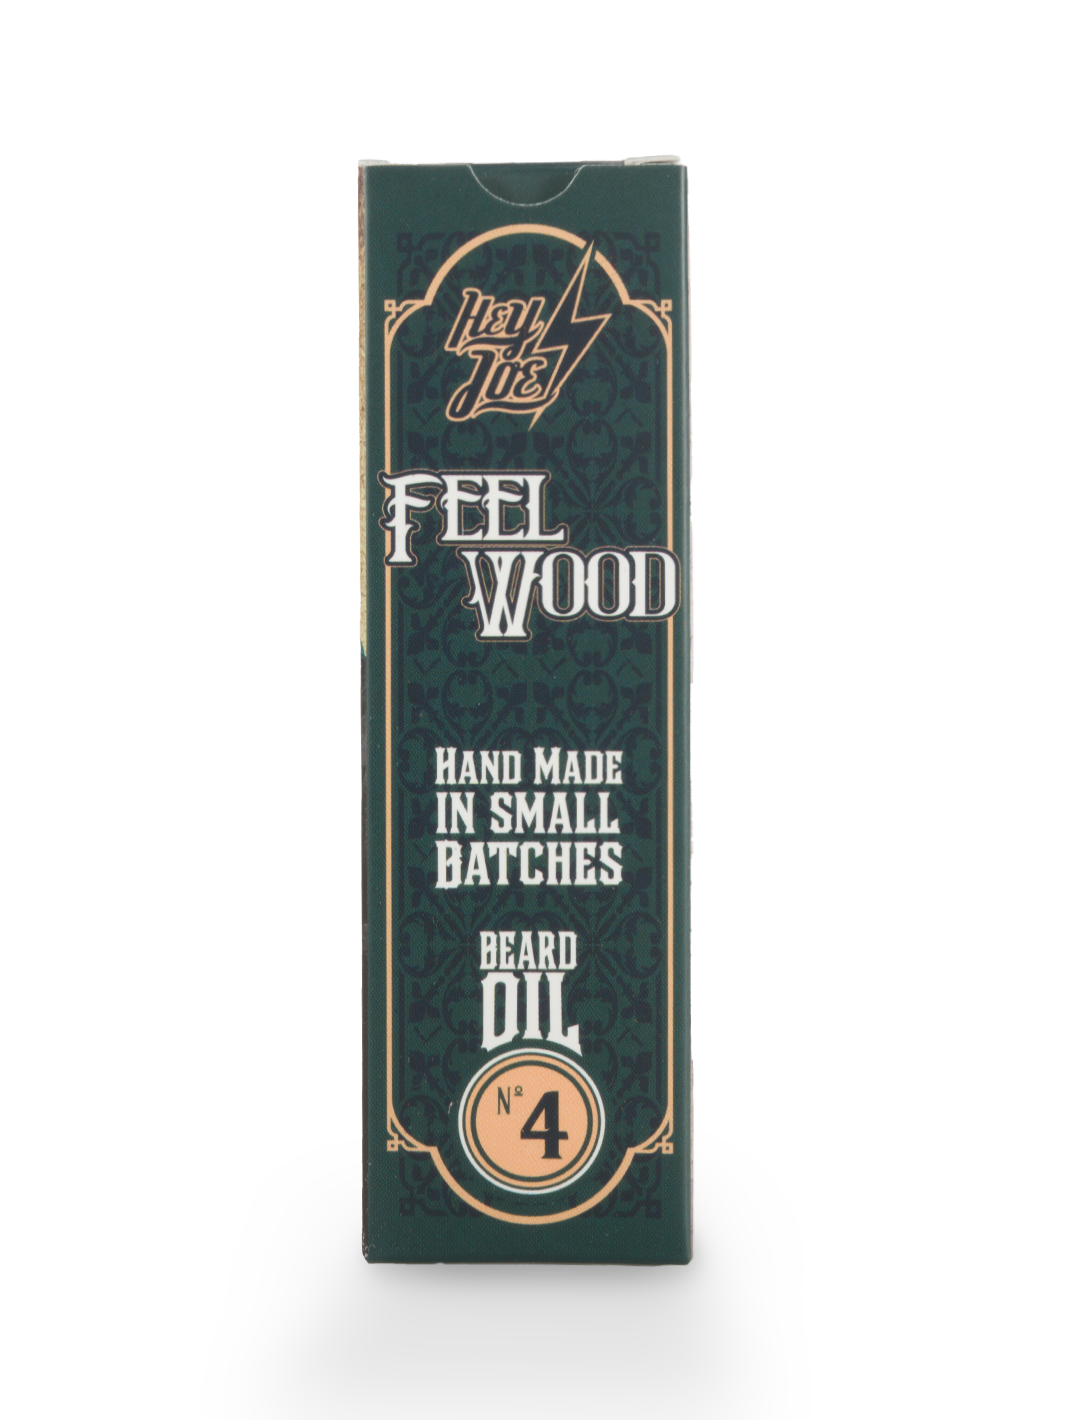 Hey
Joe
FEEL
WOOD
HAND MADE
IN SMALL
BATCHES
BEARD
OIL
Nº 4